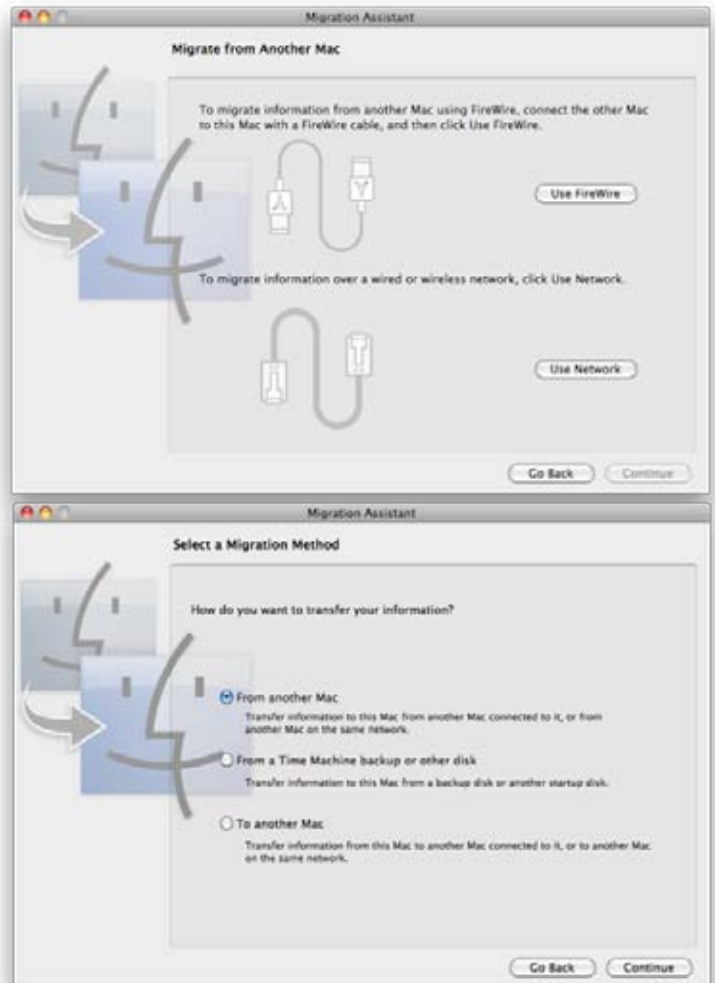 Migration Assistant
Migrate from Another Mac
To migrate information from another Mac using FireWire, connect the other Mac
to this Mac with a FireWire cable, and then click Use FireWire.
Use FireWire
To migrate information over a wired or wireless network, click Use Network.
Use Network
Go Back
Continue
Migration Assistant
Select a Migration Method
How do you want to transfer your information?
From another Mac
Transfer information to this Mac from another Mac connected to it, or from
another Mac on the same network.
From a Time Machine backup or other disk
Transfer information to this Mac from a backup disk or another startup disk.
To another Mac
Transfer information from this Mac to another Mac connected to it, or to another Mac
on the same network.
Go Back
Continue